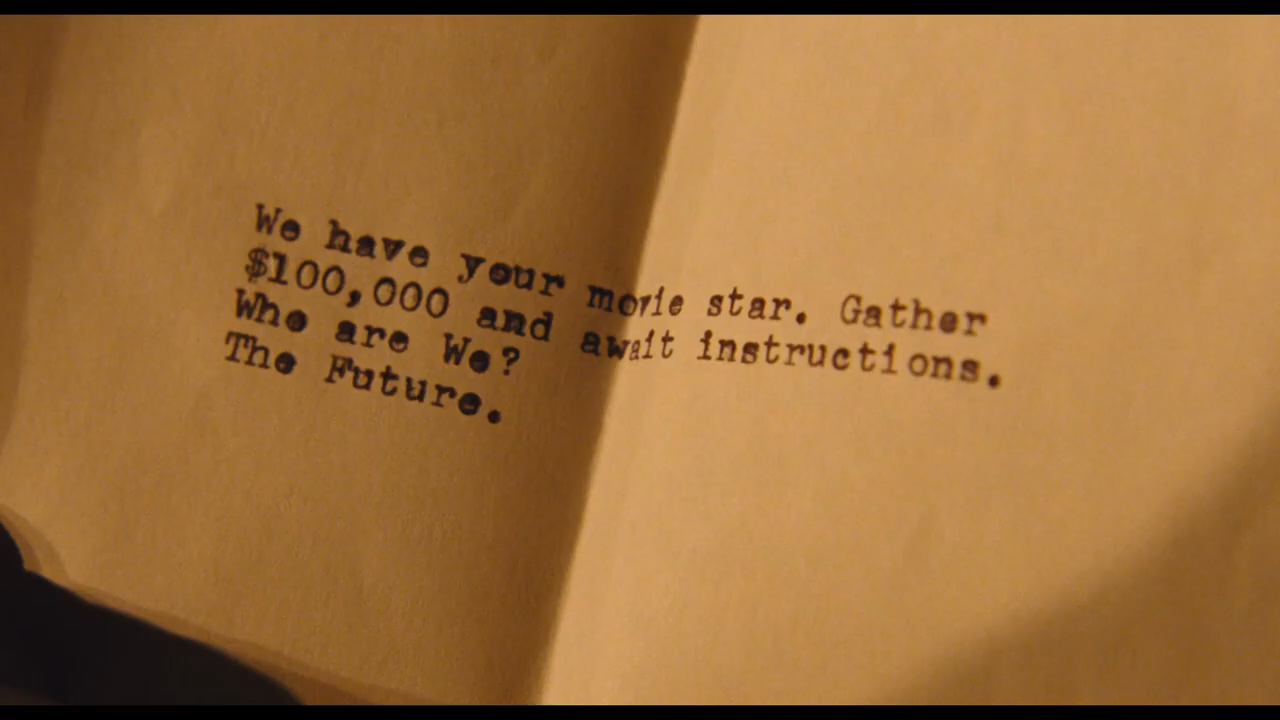 We have your movie star. Gather
$100,000 and await instructions.
Who are We?
The Future.